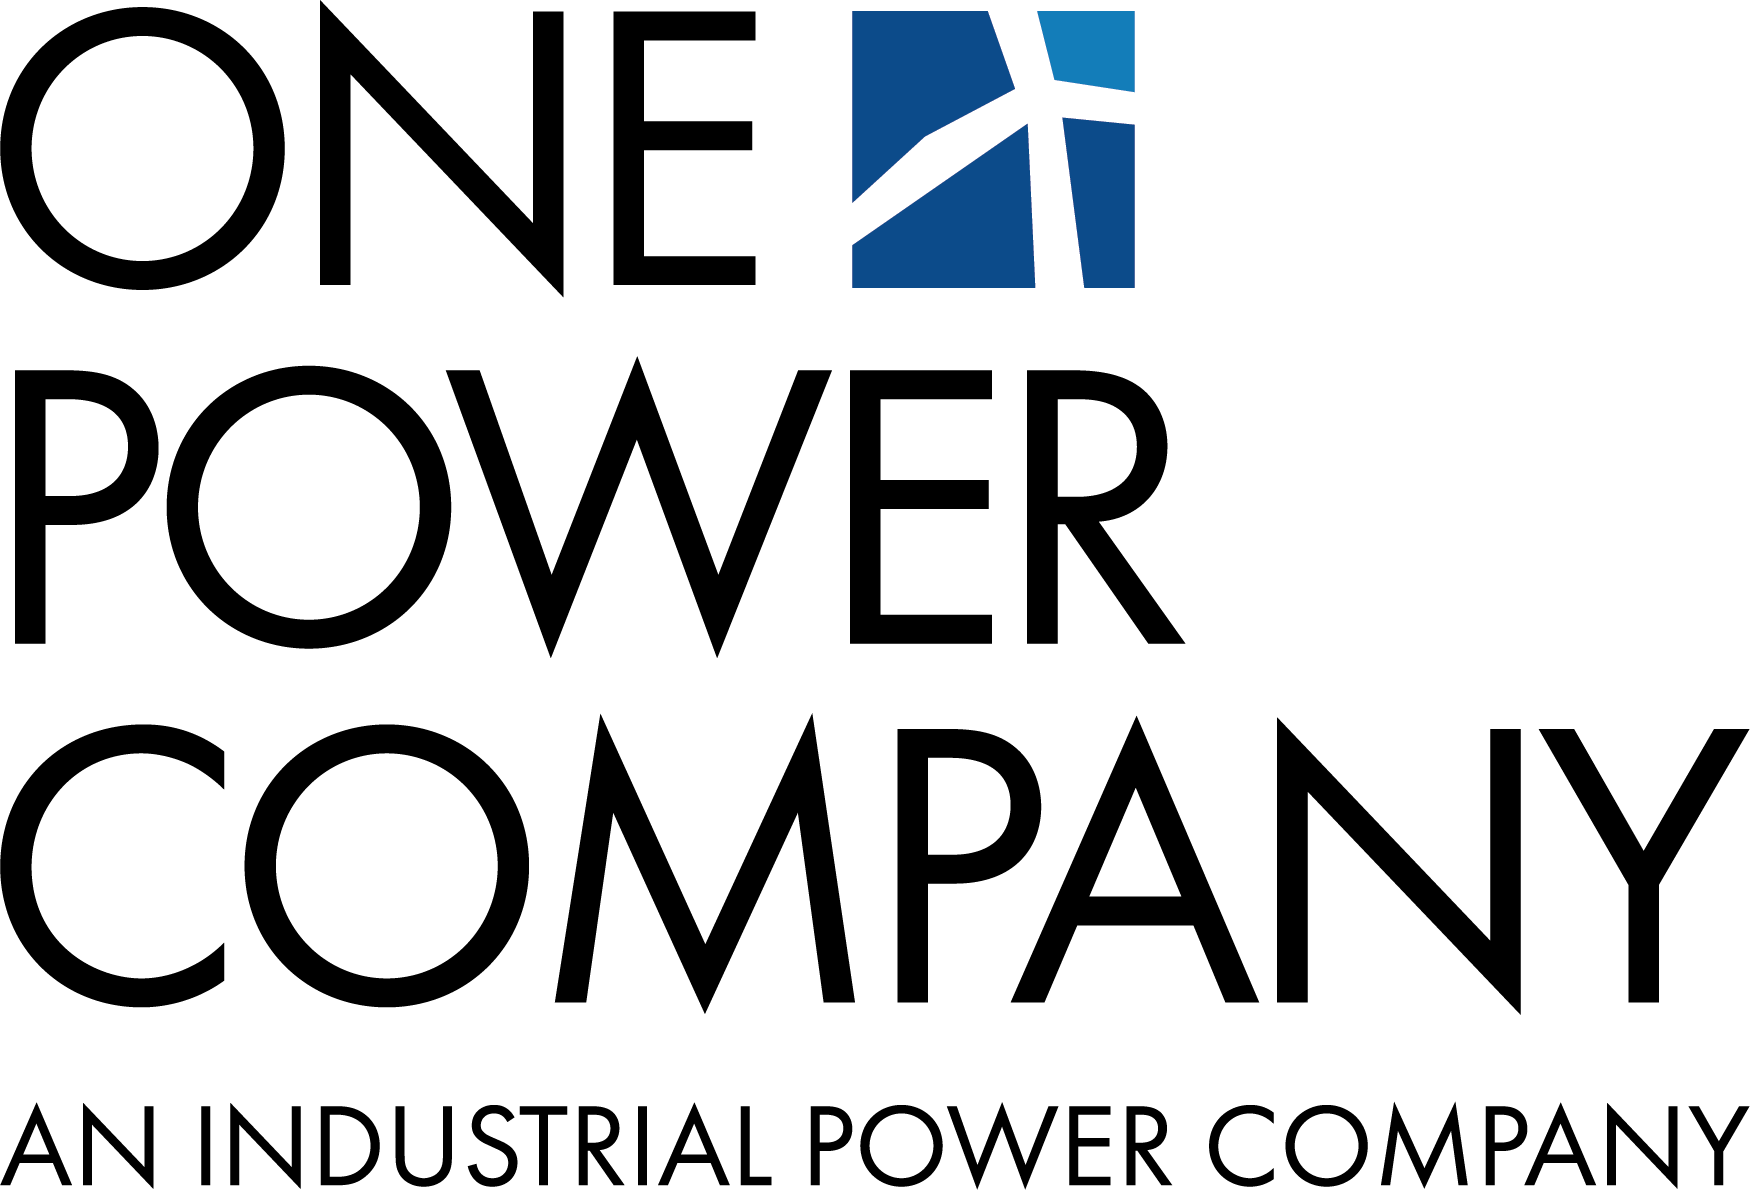 ONE
POWER
COMPANY
AN INDUSTRIAL POWER COMPANY